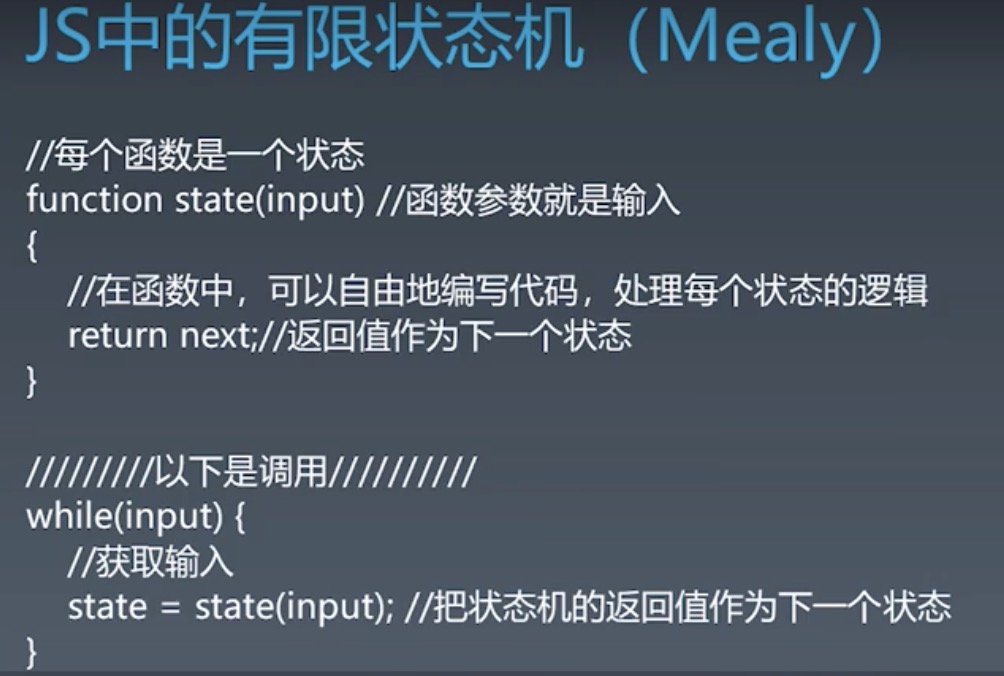 JS中的有限状态机（Mealy）
//每个函数是一个状态
function state(input) //函数参数就是输入
{
//在函数中，可以自由地编写代码，处理每个状态的逻辑
return next;//返回值作为下一个状态
}
/////////以下是调用//////////
while(input) {
//获取输入
state = state(input); //把状态机的返回值作为下一个状态
}